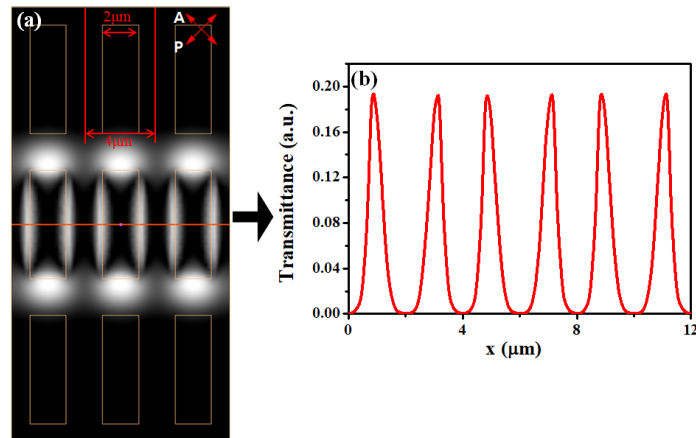 (a)
2μm
A
P
4μm
(b)
Transmittance (a.u.)
0.20
0.16
0.12
0.08
0.04
0.00
0 4 8 12
x (μm)